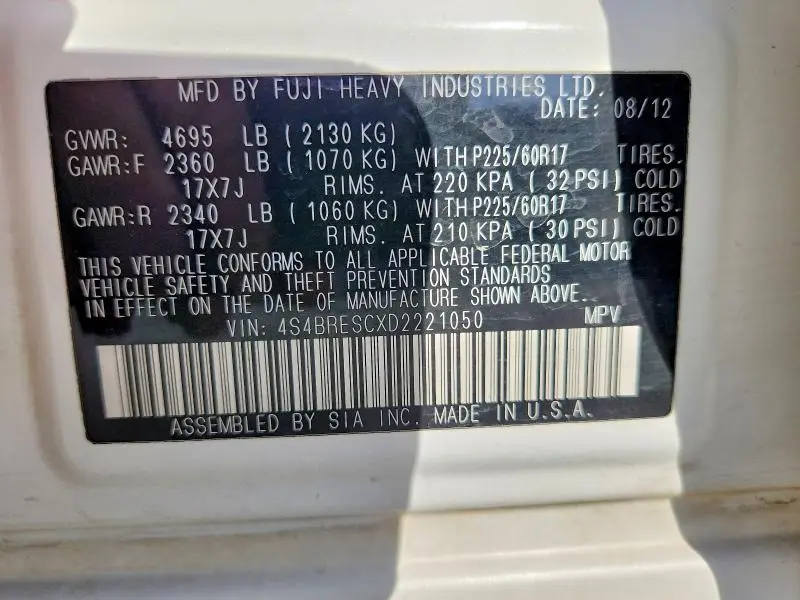 MFD BY FUJI HEAVY INDUSTRIES LTD.
DATE: 08/12
GVWR: 4695 LB (2130 KG)
GAWR:F 2360 LB (1070 KG) WITH P225/60R17 TIRES.
17X7J RIMS. AT 220 KPA (32 PSI) COLD
GAWR:R 2340 LB (1060 KG) WITH P225/60R17 TIRES.
17X7J RIMS. AT 210 KPA (30 PSI) COLD
THIS VEHICLE CONFORMS TO ALL APPLICABLE FEDERAL MOTOR
VEHICLE SAFETY AND THEFT PREVENTION STANDARDS
IN EFFECT ON THE DATE OF MANUFACTURE SHOWN ABOVE.
VIN: 4S4BRESCXD2221050 MPV
ASSEMBLED BY SIA INC. MADE IN U.S.A.